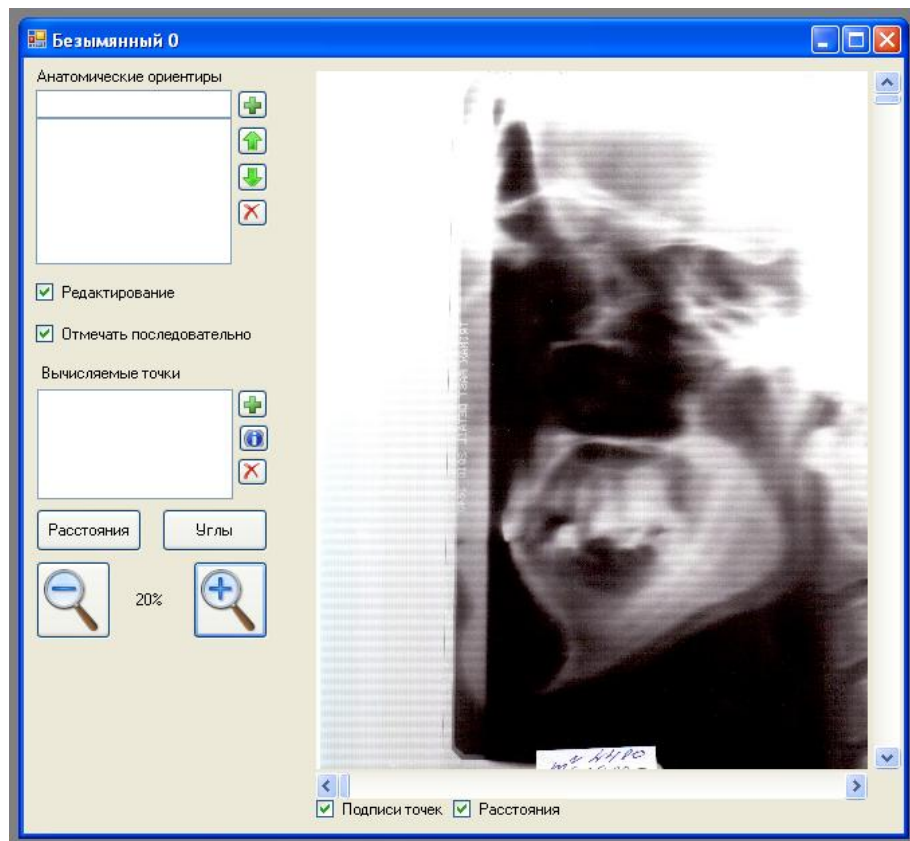 Безымянный 0
Анатомические ориентиры
Редактирование
Отмечать последовательно
Вычисляемые точки
Расстояния Углы
20%
Подписи точек Расстояния